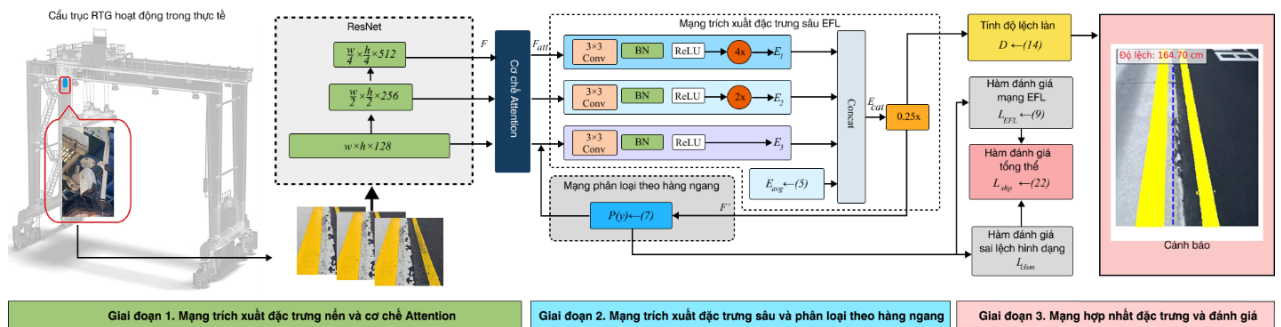 Cẩu trục RTG hoạt động trong thực tế
ResNet
w/4 × h/4 × 512
w/2 × h/2 × 256
w×h×128
F
Cơ chế Attention
F_att
Mạng trích xuất đặc trưng sâu EFL
3×3 Conv
BN
ReLU
4x
E_1
3×3 Conv
BN
ReLU
2x
E_2
3×3 Conv
BN
ReLU
E_3
E_avg←(5)
Concat
E_cat
0.25x
Mạng phân loại theo hàng ngang
P(y)←(7)
F'
Tính độ lệch làn
D ←(14)
Hàm đánh giá
mạng EFL
L_EFL ←(9)
Hàm đánh giá
tổng thể
L_shp ←(22)
Hàm đánh giá
sai lệch hình dạng
Độ lệch: 164.70 cm
Cảnh báo
Giai đoạn 1. Mạng trích xuất đặc trưng nền và cơ chế Attention
Giai đoạn 2. Mạng trích xuất đặc trưng sâu và phân loại theo hàng ngang
Giai đoạn 3. Mạng hợp nhất đặc trưng và đánh giá